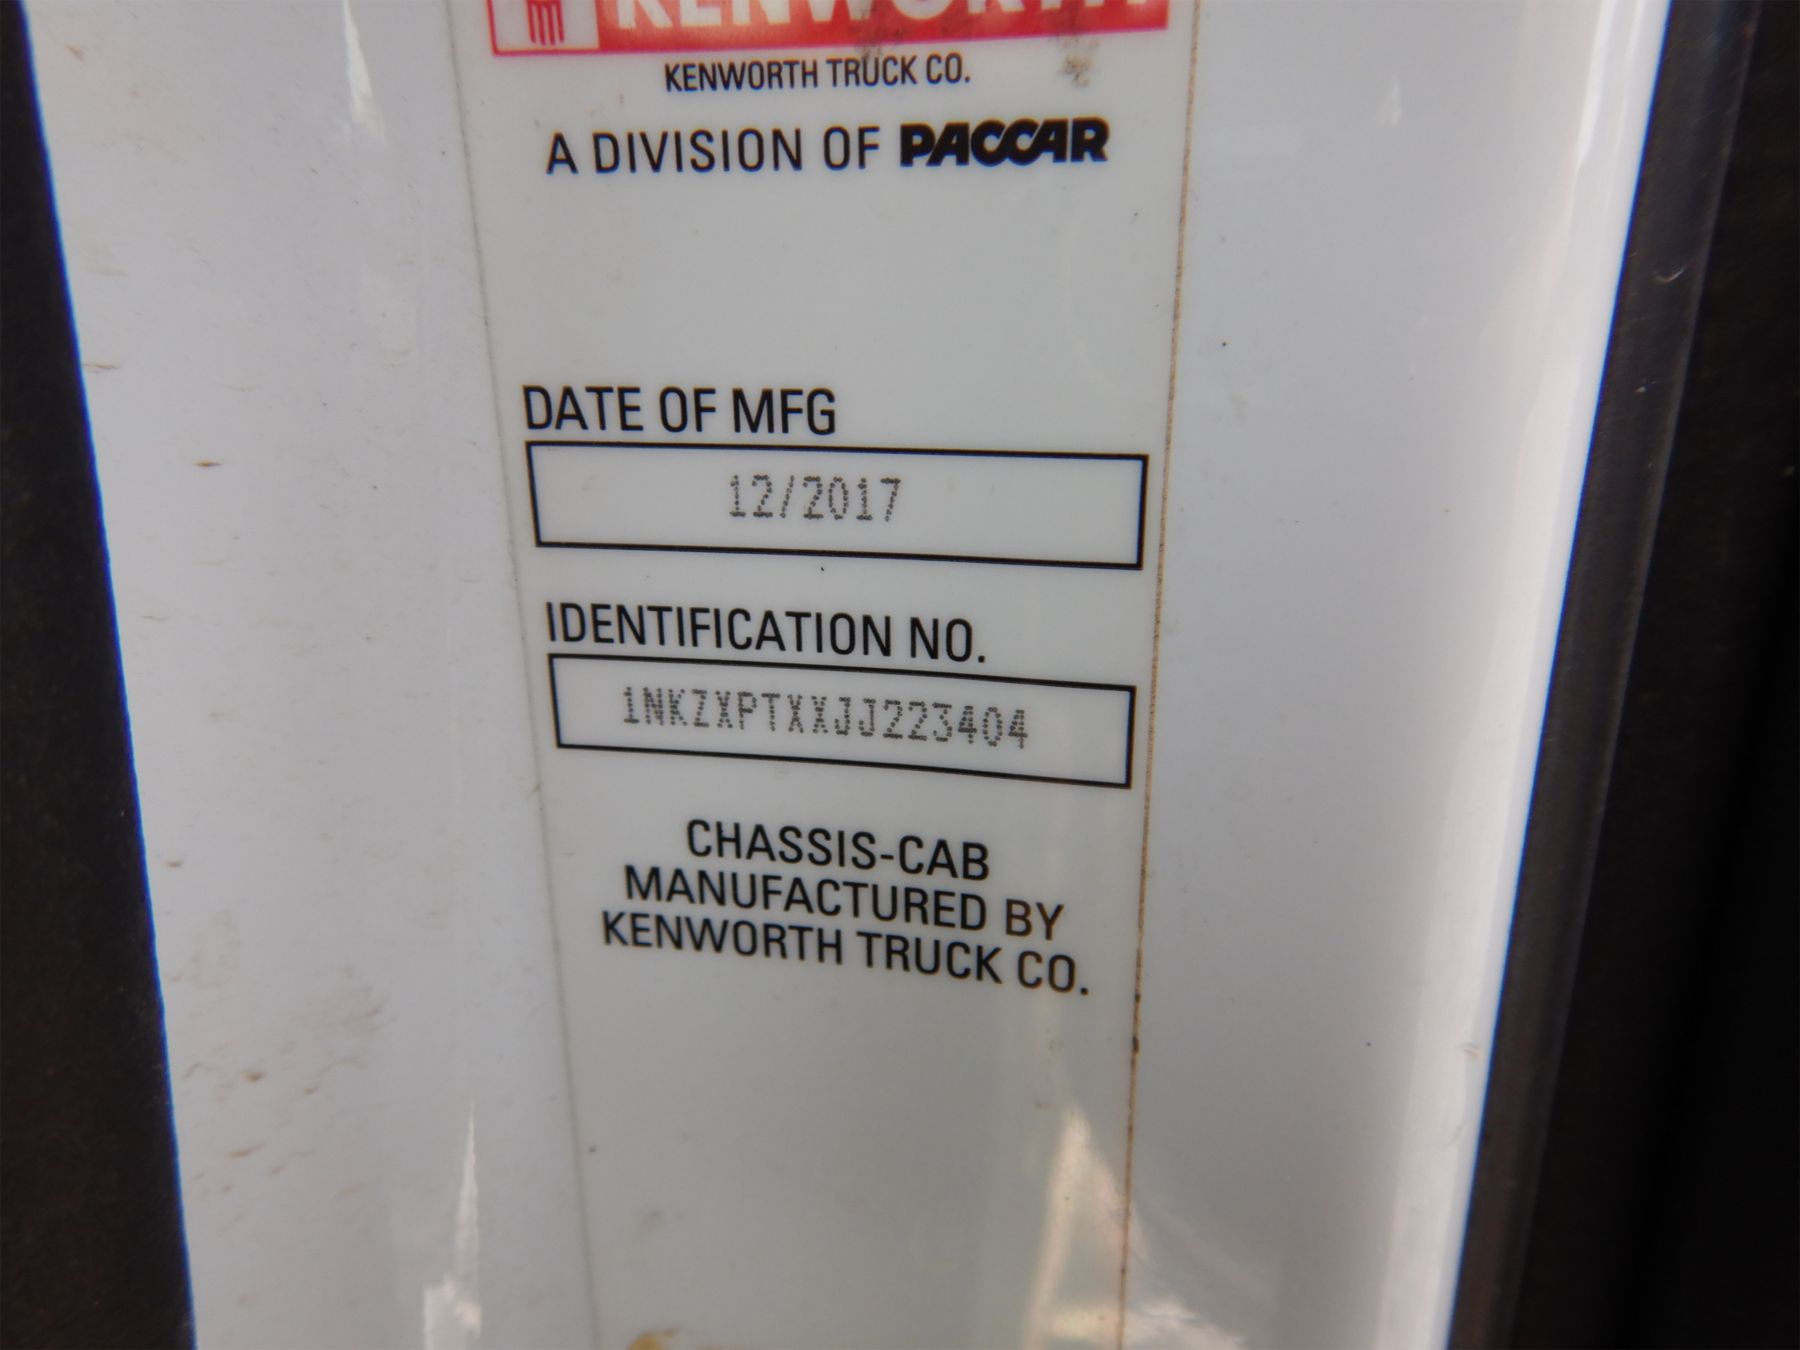 KENWORTH
KENWORTH TRUCK CO.
A DIVISION OF PACCAR
DATE OF MFG
12/2017
IDENTIFICATION NO.
1NKZXPTXXJJ223404
CHASSIS-CAB
MANUFACTURED BY
KENWORTH TRUCK CO.